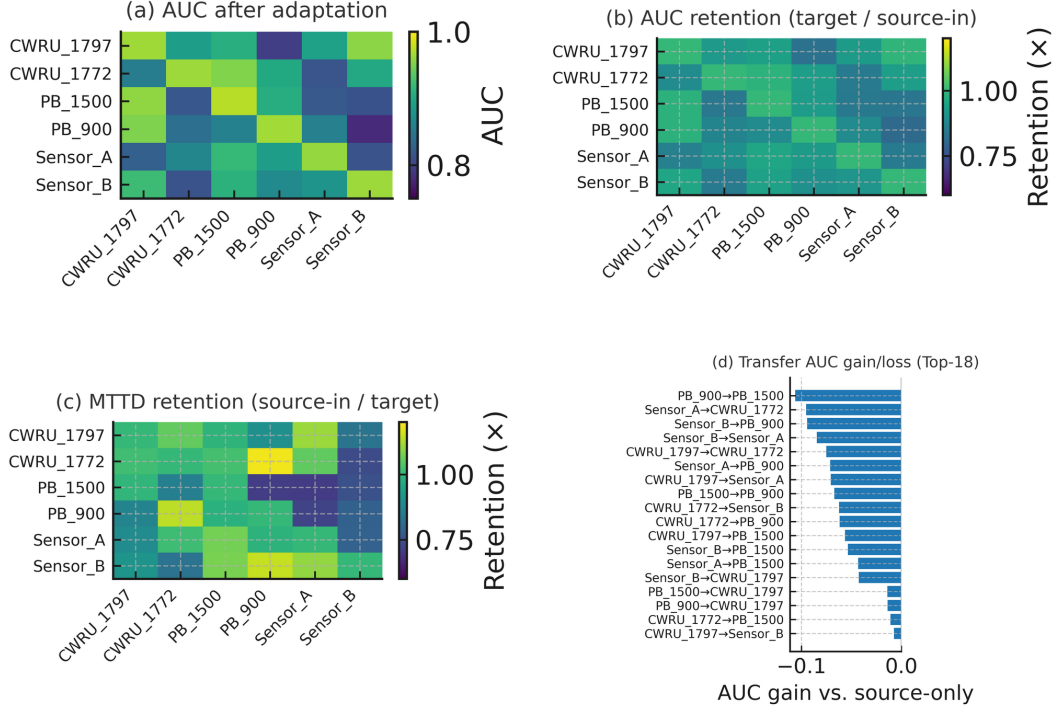 (a) AUC after adaptation
CWRU_1797
CWRU_1772
PB_1500
PB_900
Sensor_A
Sensor_B
CWRU_1797
CWRU_1772
PB_1500
PB_900
Sensor_A
Sensor_B
1.0
0.8
AUC
(b) AUC retention (target / source-in)
CWRU_1797
CWRU_1772
PB_1500
PB_900
Sensor_A
Sensor_B
CWRU_1797
CWRU_1772
PB_1500
PB_900
Sensor_A
Sensor_B
1.00
0.75
Retention (×)
(c) MTTD retention (source-in / target)
CWRU_1797
CWRU_1772
PB_1500
PB_900
Sensor_A
Sensor_B
CWRU_1797
CWRU_1772
PB_1500
PB_900
Sensor_A
Sensor_B
1.00
0.75
Retention (×)
(d) Transfer AUC gain/loss (Top-18)
PB_900→PB_1500
Sensor_A→CWRU_1772
Sensor_B→PB_900
Sensor_B→Sensor_A
CWRU_1797→CWRU_1772
Sensor_A→PB_900
CWRU_1797→Sensor_A
PB_1500→PB_900
CWRU_1772→Sensor_B
CWRU_1772→PB_900
CWRU_1797→PB_1500
Sensor_B→PB_1500
Sensor_A→PB_1500
Sensor_B→CWRU_1797
PB_1500→CWRU_1797
PB_900→CWRU_1797
CWRU_1772→PB_1500
CWRU_1797→Sensor_B
−0.1
0.0
AUC gain vs. source-only